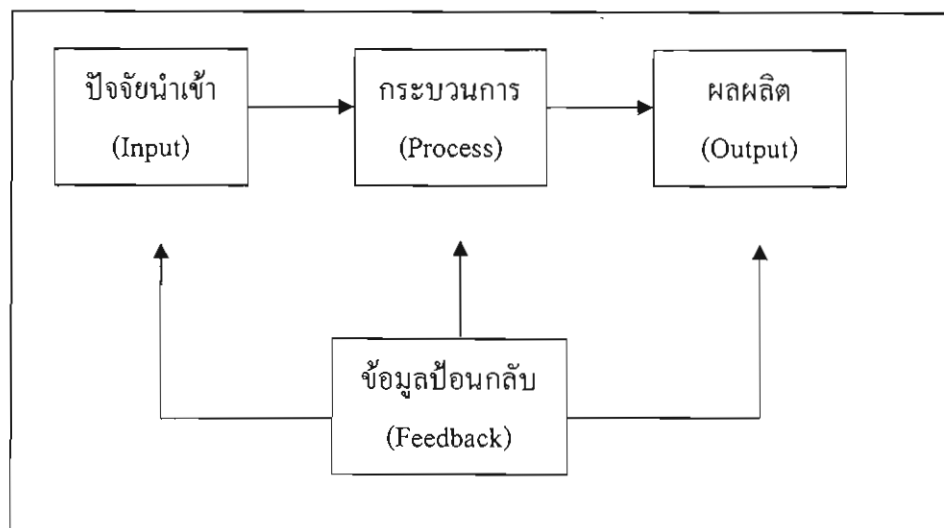 ปัจจัยนำเข้า
(Input)
กระบวนการ
(Process)
ผลผลิต
(Output)
ข้อมูลป้อนกลับ
(Feedback)